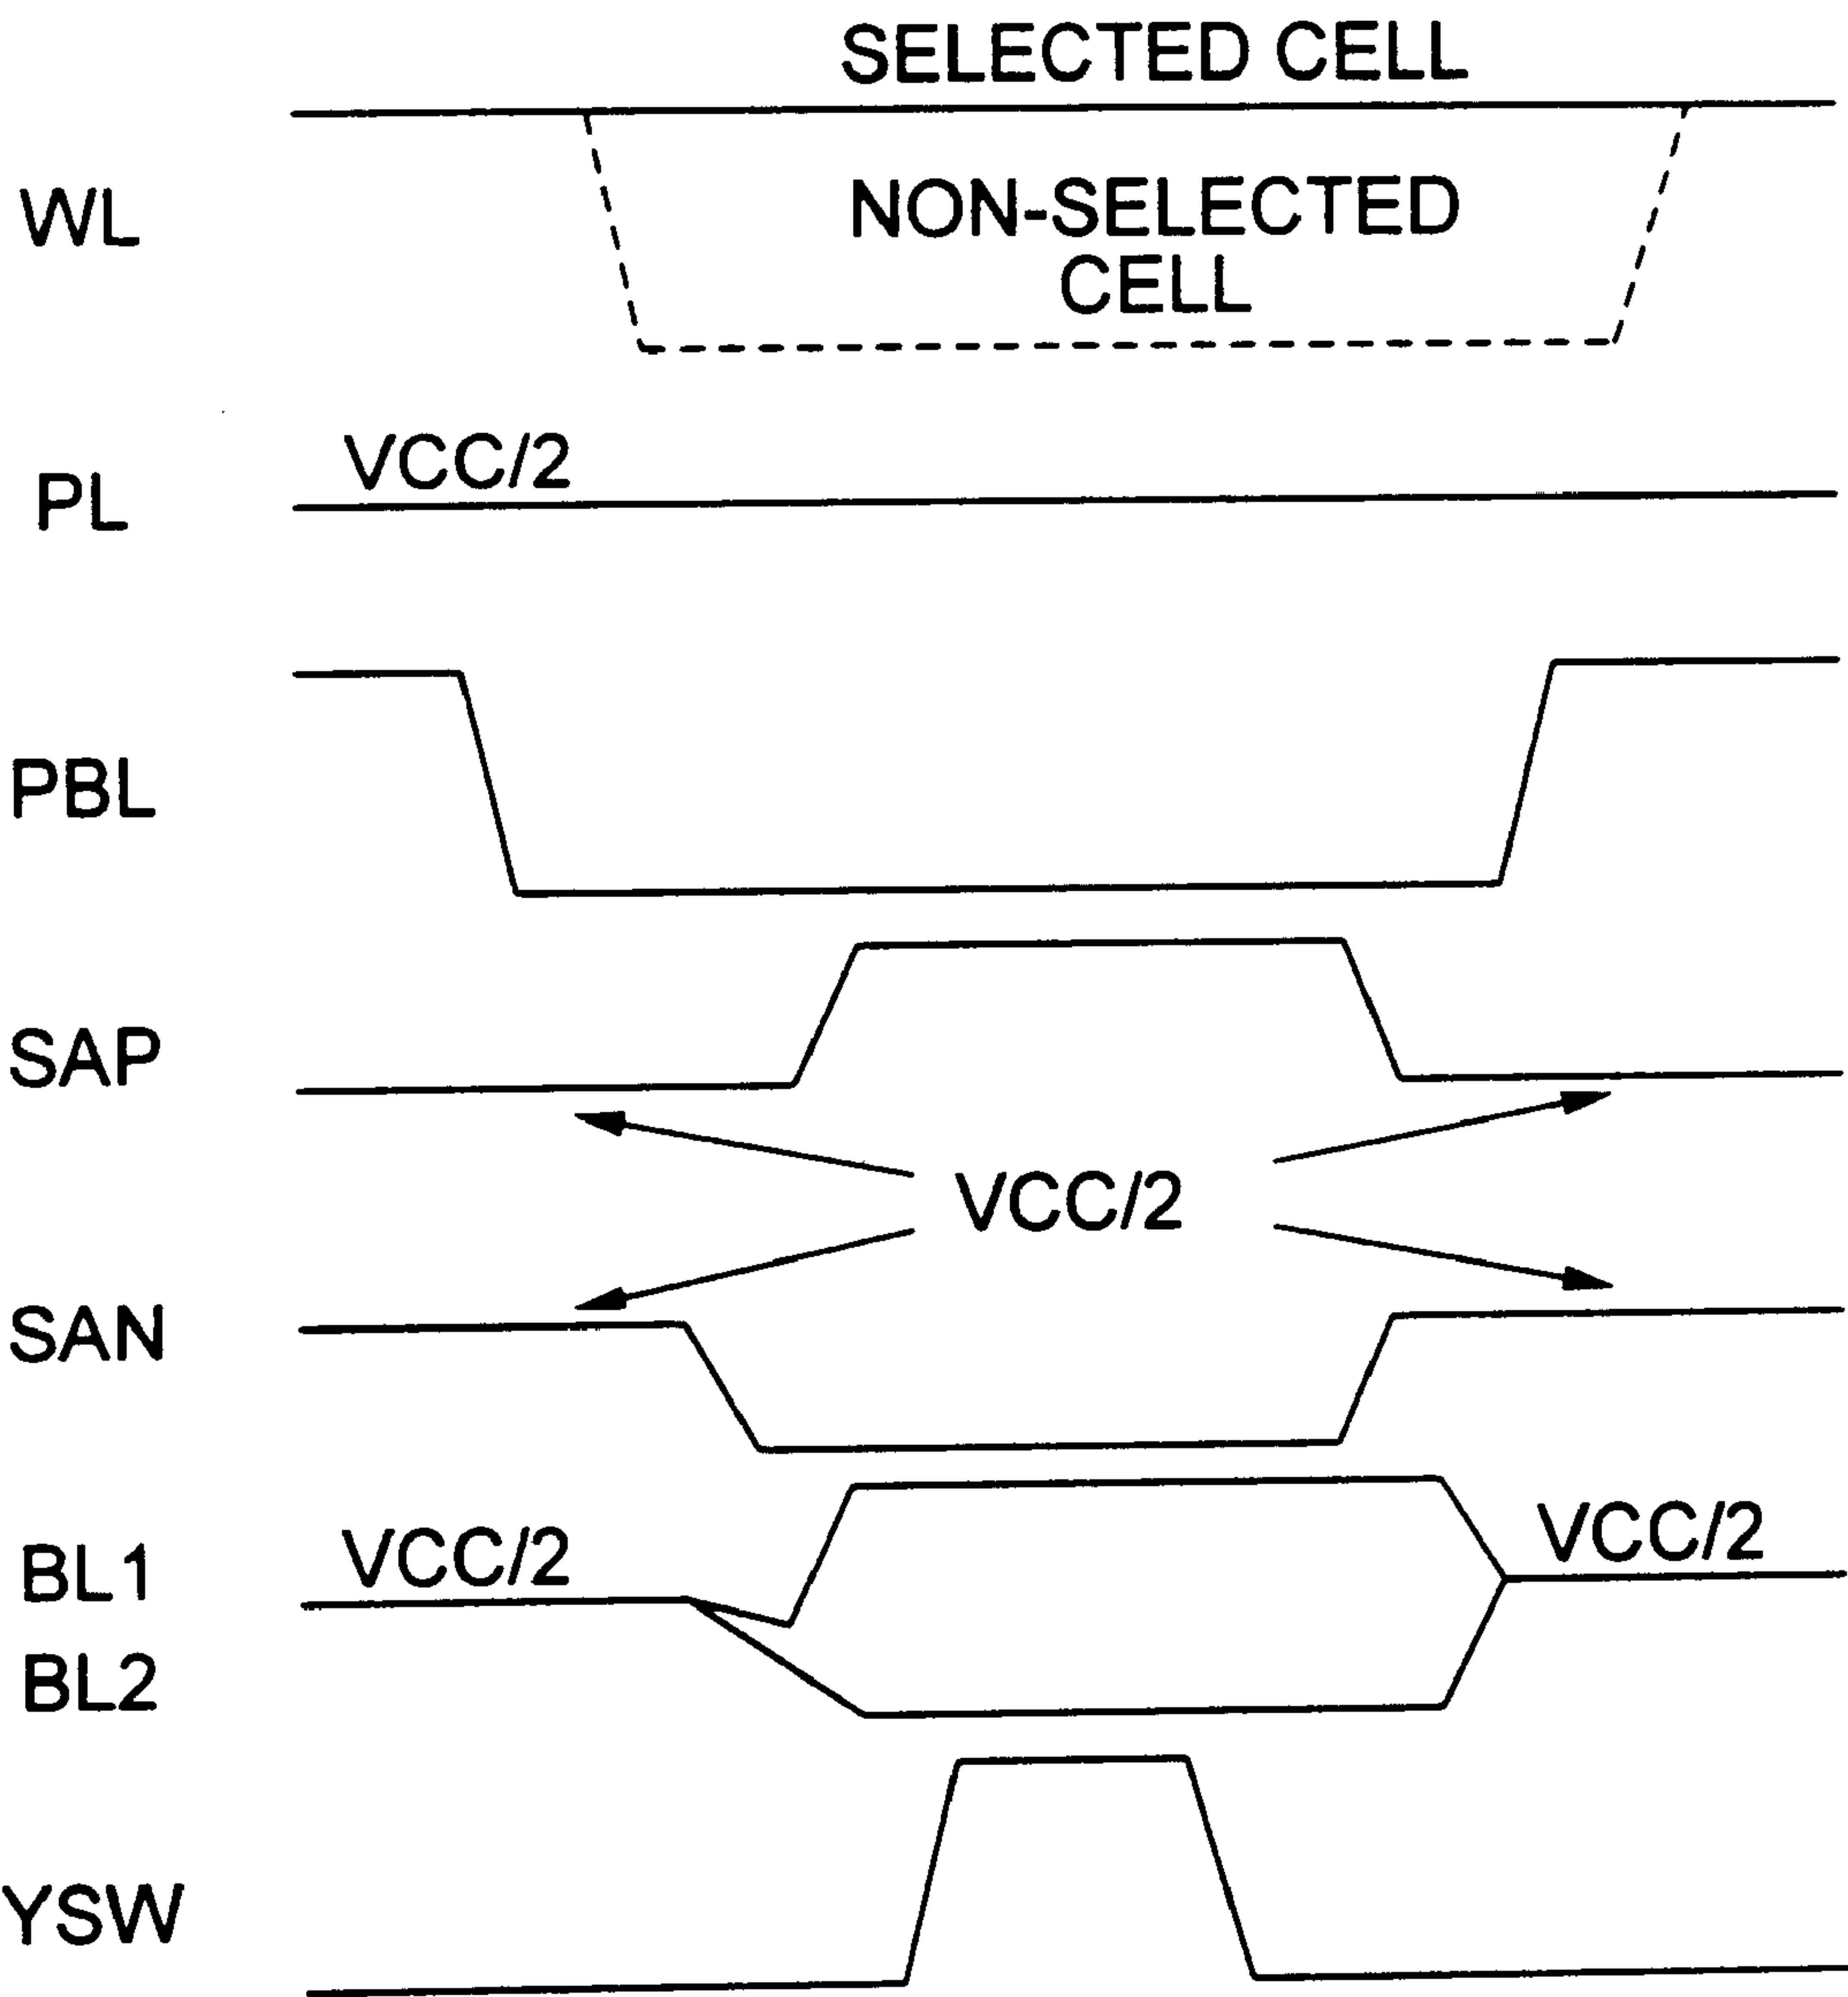 SELECTED CELL
WL
NON-SELECTED
CELL
VCC/2
PL
PBL
SAP
VCC/2
SAN
BL1
VCC/2
VCC/2
BL2
YSW